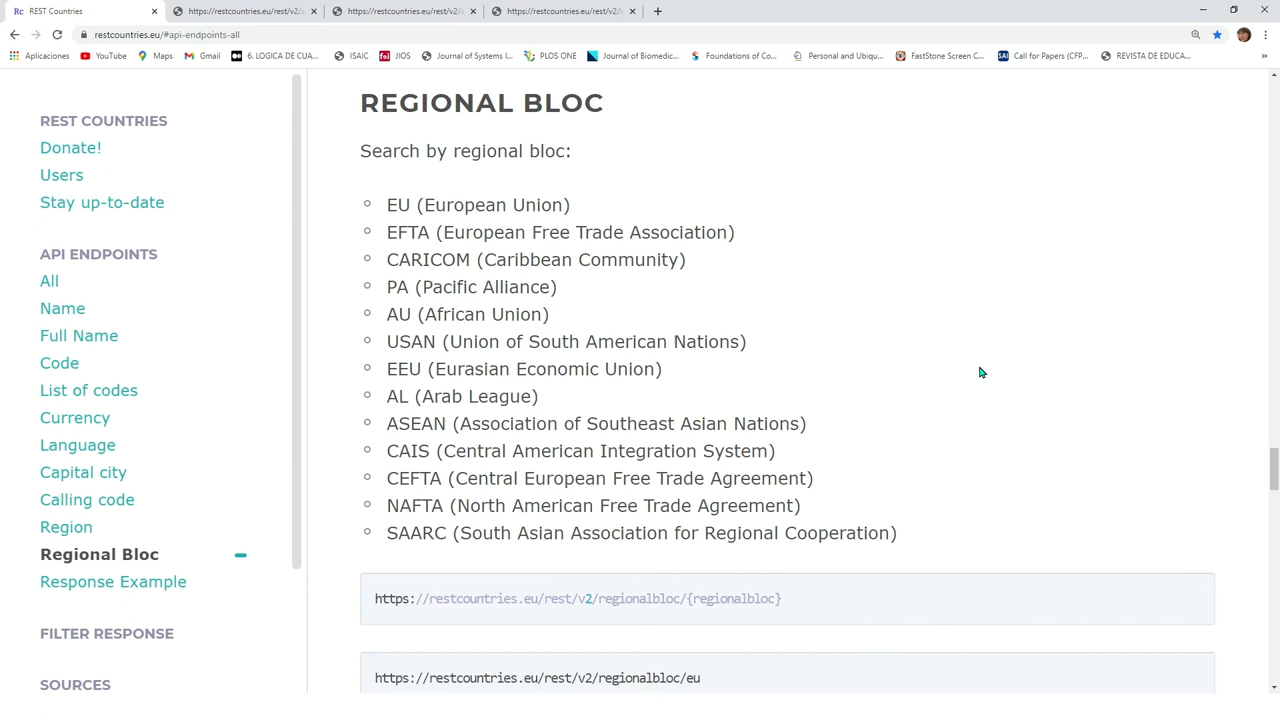 REST Countries
https://restcountries.eu/rest/v2/
https://restcountries.eu/rest/v2/
https://restcountries.eu/rest/v2/
restcountries.eu/#api-endpoints-all
Aplicaciones
YouTube
Maps
Gmail
6. LOGICA DE CUA...
ISAIC
JIOS
Journal of Systems I...
PLOS ONE
Journal of Biomedic...
Foundations of Co...
Personal and Ubiqu...
FastStone Screen C...
Call for Papers (CFP...
REVISTA DE EDUCA...
REST COUNTRIES
Donate!
Users
Stay up-to-date
API ENDPOINTS
All
Name
Full Name
Code
List of codes
Currency
Language
Capital city
Calling code
Region
Regional Bloc
Response Example
FILTER RESPONSE
SOURCES
REGIONAL BLOC
Search by regional bloc:
EU (European Union)
EFTA (European Free Trade Association)
CARICOM (Caribbean Community)
PA (Pacific Alliance)
AU (African Union)
USAN (Union of South American Nations)
EEU (Eurasian Economic Union)
AL (Arab League)
ASEAN (Association of Southeast Asian Nations)
CAIS (Central American Integration System)
CEFTA (Central European Free Trade Agreement)
NAFTA (North American Free Trade Agreement)
SAARC (South Asian Association for Regional Cooperation)
https://restcountries.eu/rest/v2/regionalbloc/{regionalbloc}
https://restcountries.eu/rest/v2/regionalbloc/eu